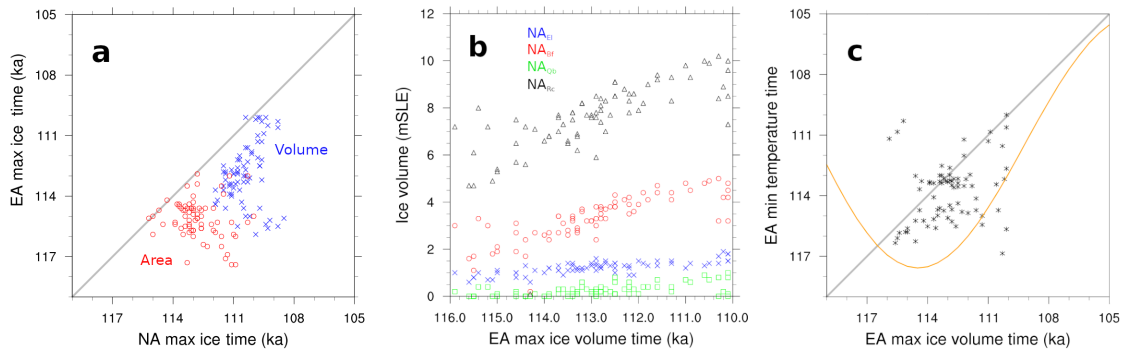 a
105
108
111
114
117
EA max ice time (ka)
Volume
Area
117
114
111
108
105
NA max ice time (ka)
b
12
10
8
6
4
2
0
Ice volume (mSLE)
NA
NA
NA
NA
116.0
115.0
114.0
113.0
112.0
111.0
110.0
EA max ice volume time (ka)
c
105
108
111
114
117
EA min temperature time
117
114
111
108
105
EA max ice volume time (ka)